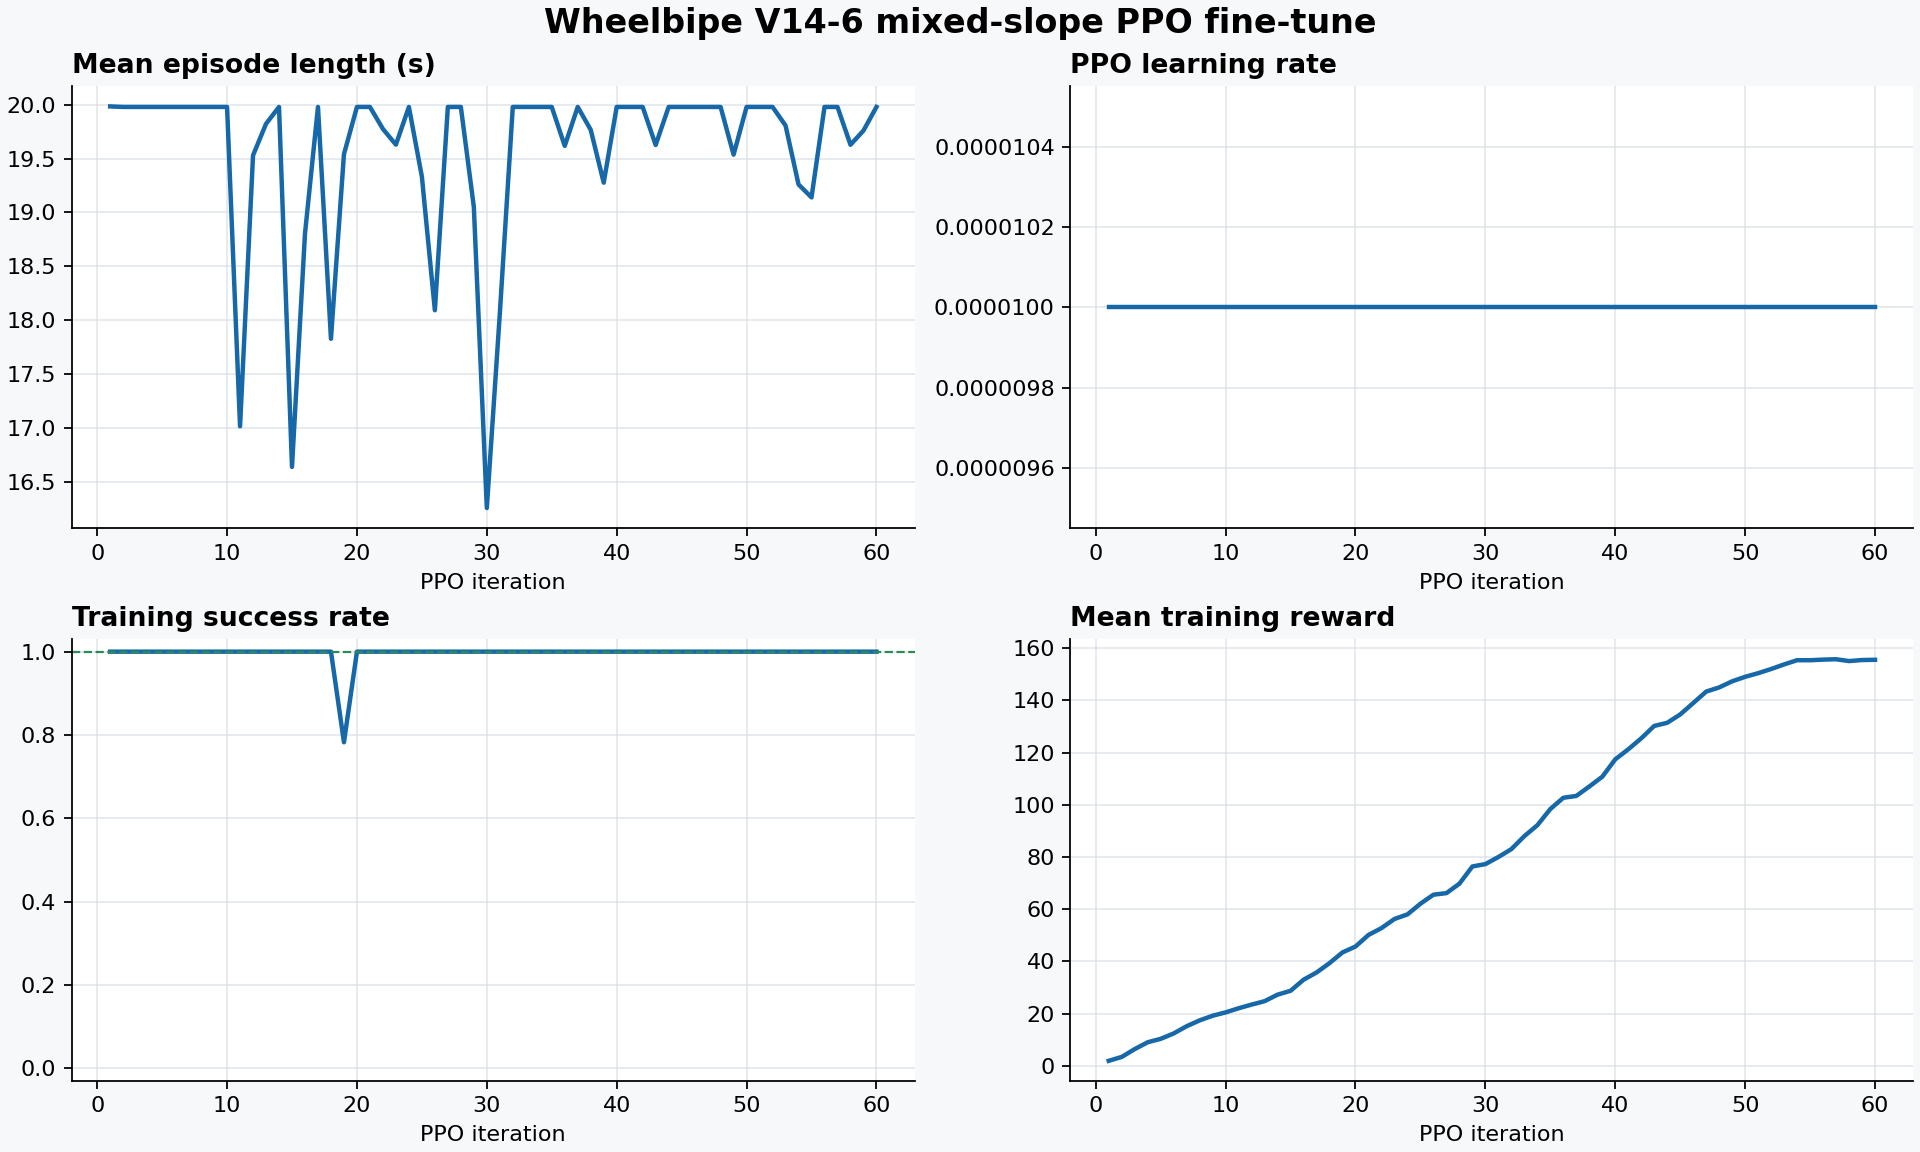 Wheelbipe V14-6 mixed-slope PPO fine-tune
Mean episode length (s)
20.0
19.5
19.0
18.5
18.0
17.5
17.0
16.5
0 10 20 30 40 50 60
PPO iteration
PPO learning rate
0.0000104
0.0000102
0.0000100
0.0000098
0.0000096
0 10 20 30 40 50 60
PPO iteration
Training success rate
1.0
0.8
0.6
0.4
0.2
0.0
0 10 20 30 40 50 60
PPO iteration
Mean training reward
160
140
120
100
80
60
40
20
0
0 10 20 30 40 50 60
PPO iteration